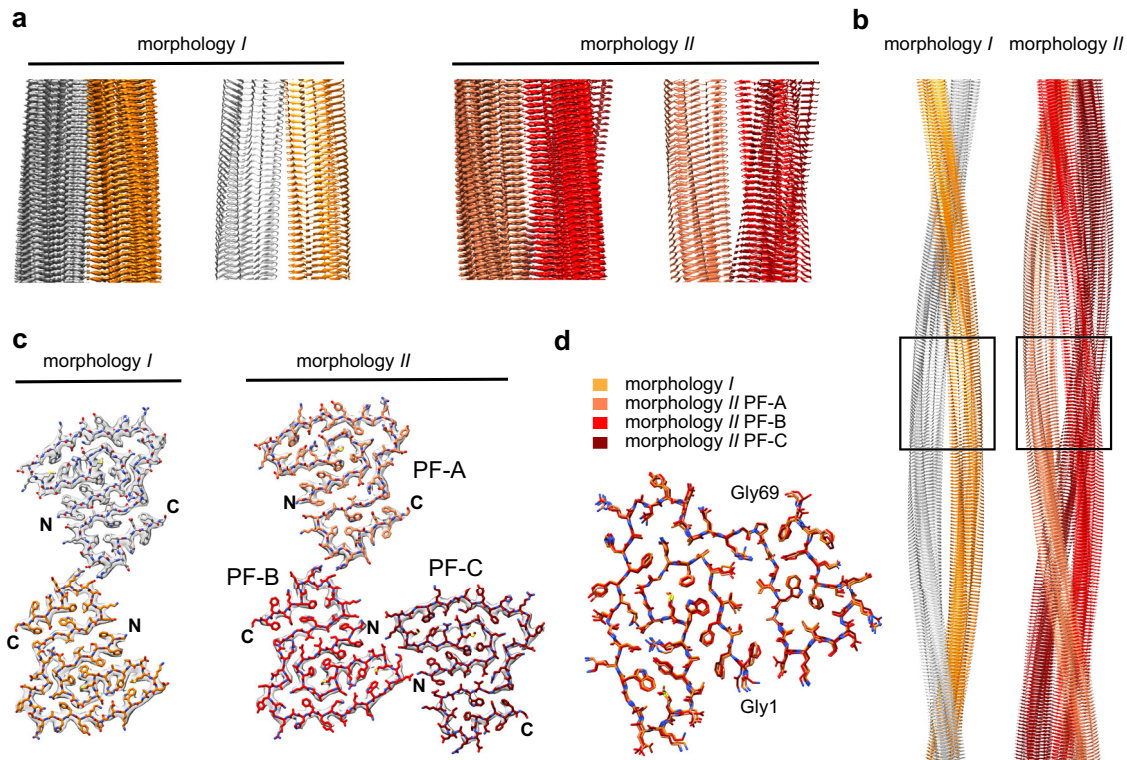 a
morphology I
morphology II
b
morphology I morphology II
c
morphology I
morphology II
PF-A
N
C
PF-B
PF-C
C
N
N
C
d
morphology I
morphology II PF-A
morphology II PF-B
morphology II PF-C
Gly69
Gly1